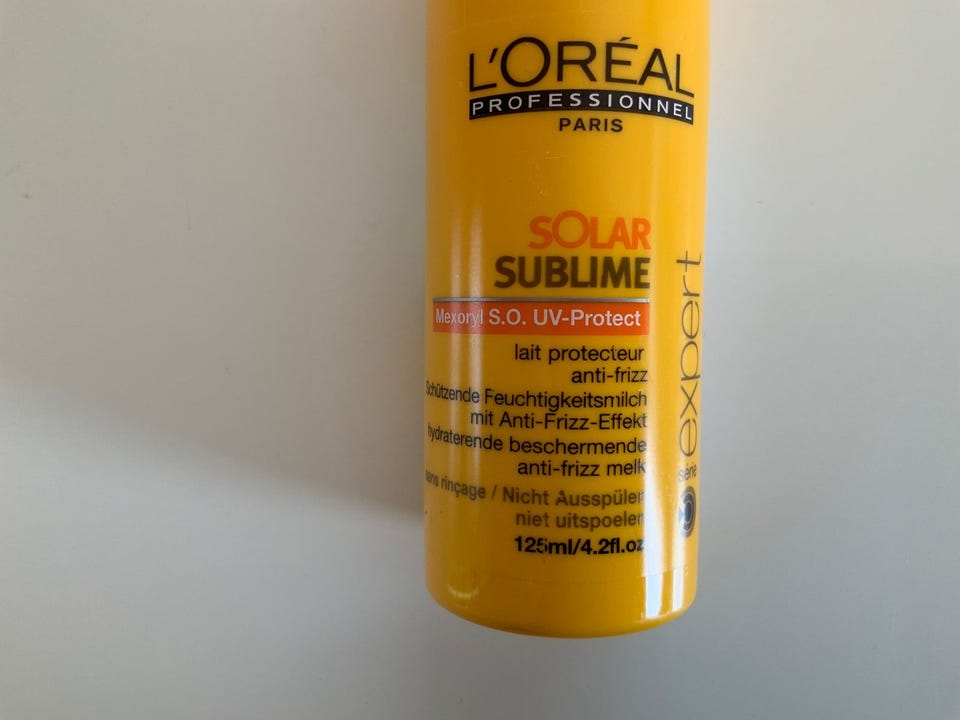 L'ORÉAL
PROFESSIONNEL
PARIS
SOLAR
SUBLIME
Mexoryl S.O. UV-Protect
lait protecteur
anti-frizz
Schützende Feuchtigkeitsmilch
mit Anti-Frizz-Effekt
hydraterende beschermende
anti-frizz melk
sans rinçage / Nicht Ausspülen
niet uitspoelen
125ml/4.2fl.oz
série expert